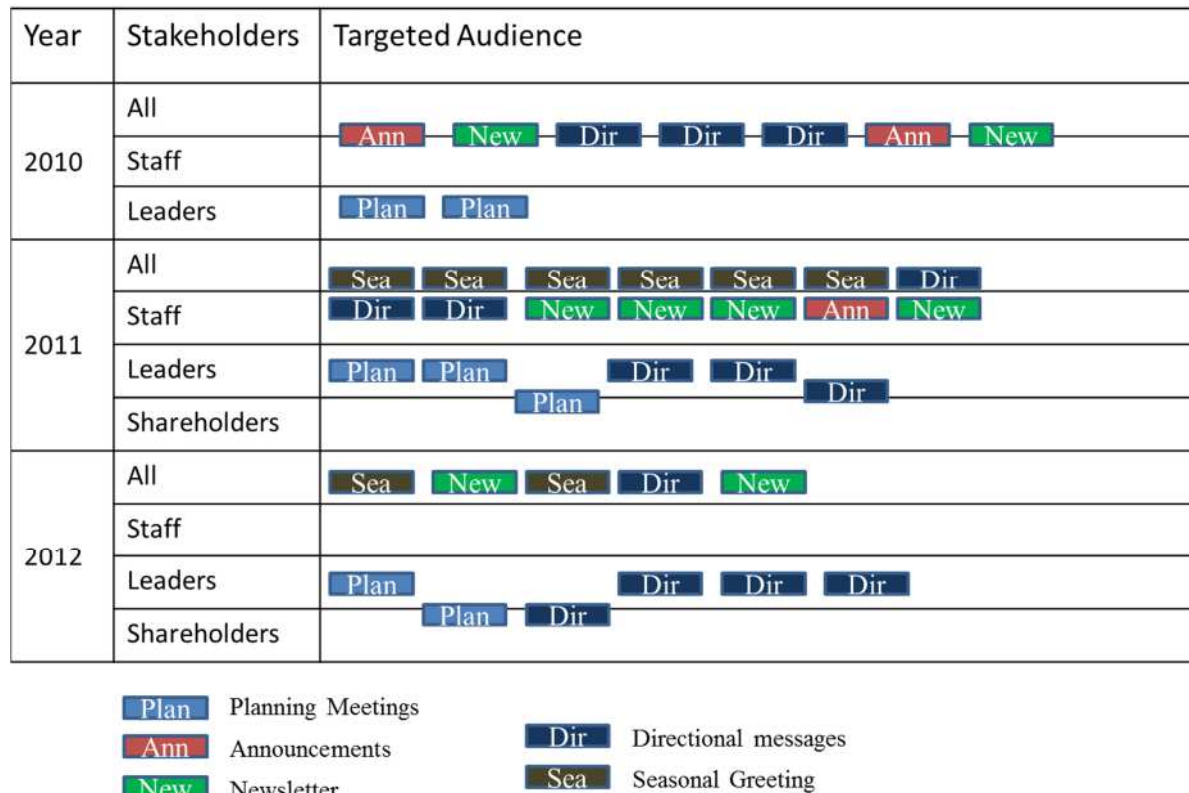 Year Stakeholders Targeted Audience
All
Ann New Dir Dir Dir Ann New
2010 Staff
Leaders Plan Plan
All
Sea Sea Sea Sea Sea Sea Dir
Staff Dir Dir New New New Ann New
2011
Leaders Plan Plan Dir Dir
Dir
Plan
Shareholders
All Sea New Sea Dir New
Staff
2012
Leaders Plan Dir Dir Dir
Plan Dir
Shareholders
Plan Planning Meetings
Ann Announcements
New Newsletter
Dir Directional messages
Sea Seasonal Greeting